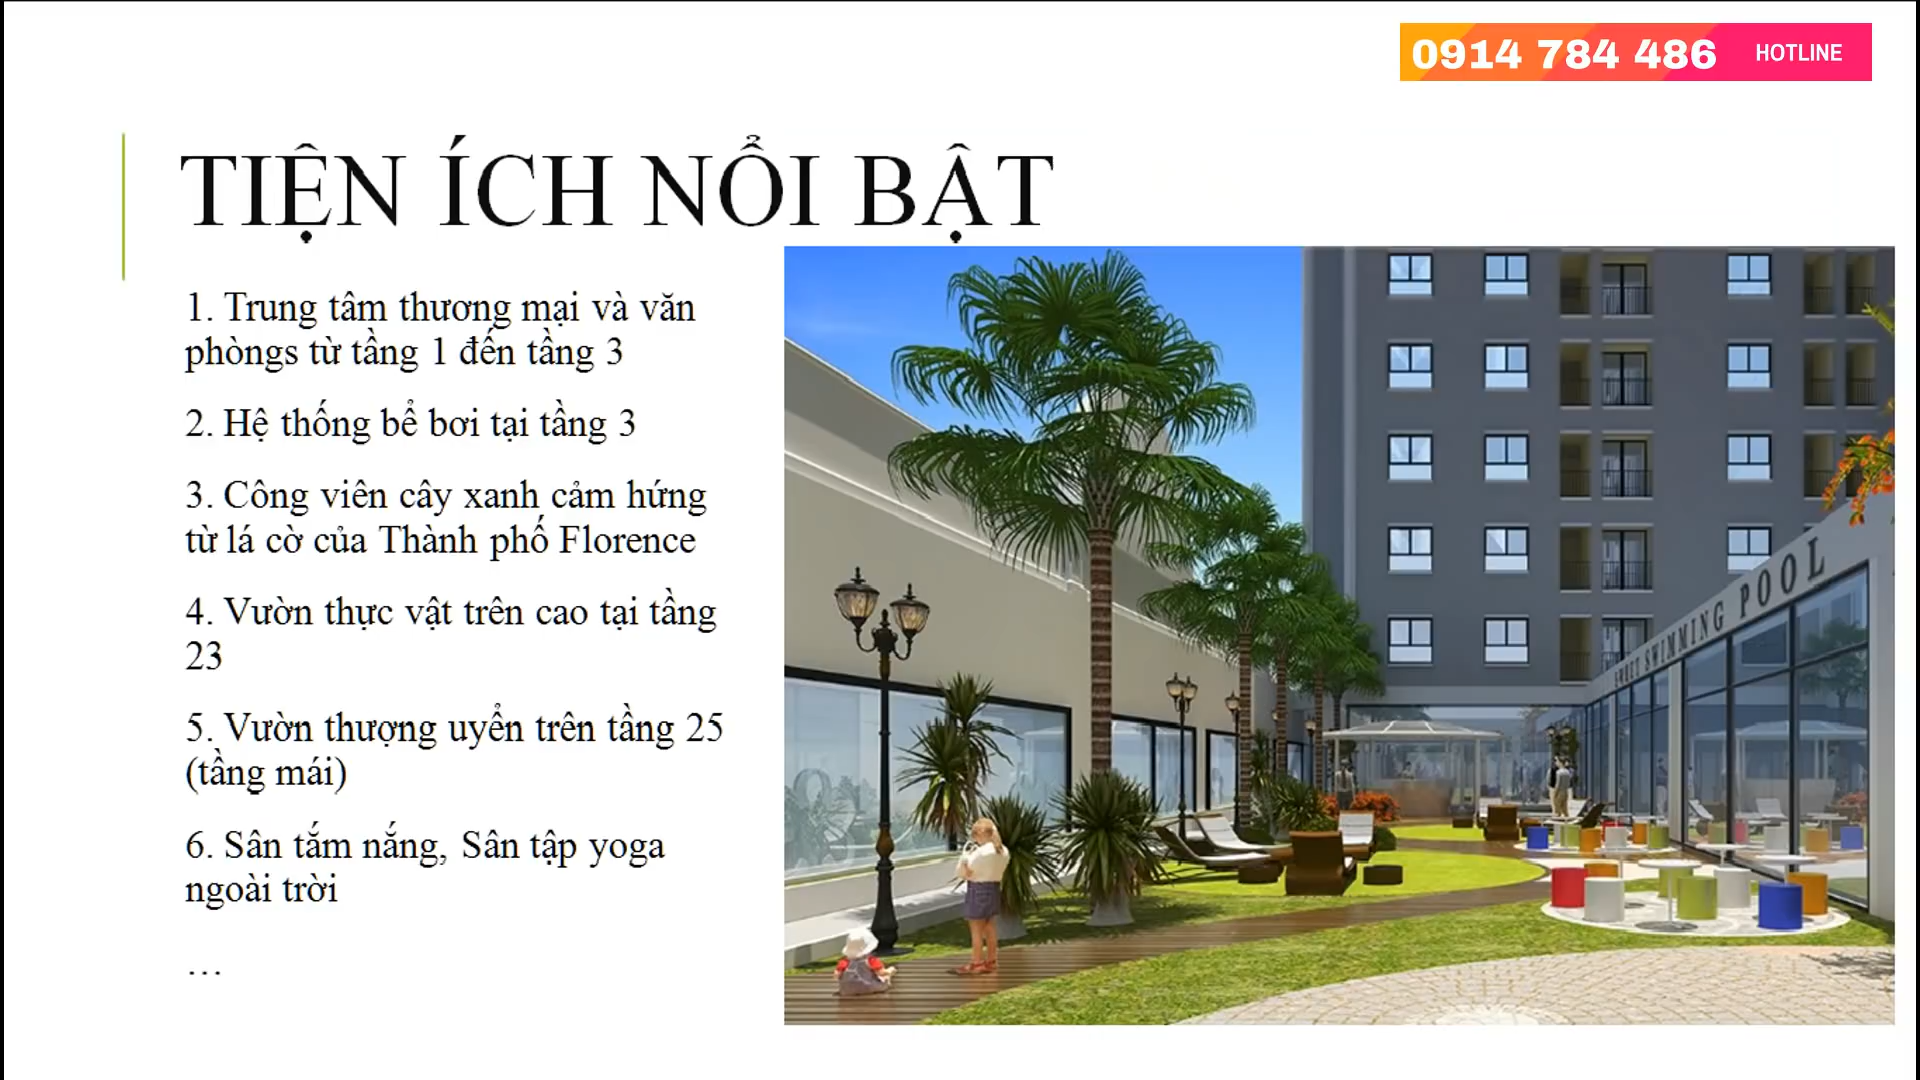 0914 784 486 HOTLINE
TIỆN ÍCH NỔI BẬT
1. Trung tâm thương mại và văn
phòngs từ tầng 1 đến tầng 3
2. Hệ thống bể bơi tại tầng 3
3. Công viên cây xanh cảm hứng
từ lá cờ của Thành phố Florence
4. Vườn thực vật trên cao tại tầng
23
5. Vườn thượng uyển trên tầng 25
(tầng mái)
6. Sân tắm nắng, Sân tập yoga
ngoài trời
…
SWIMMING POOL